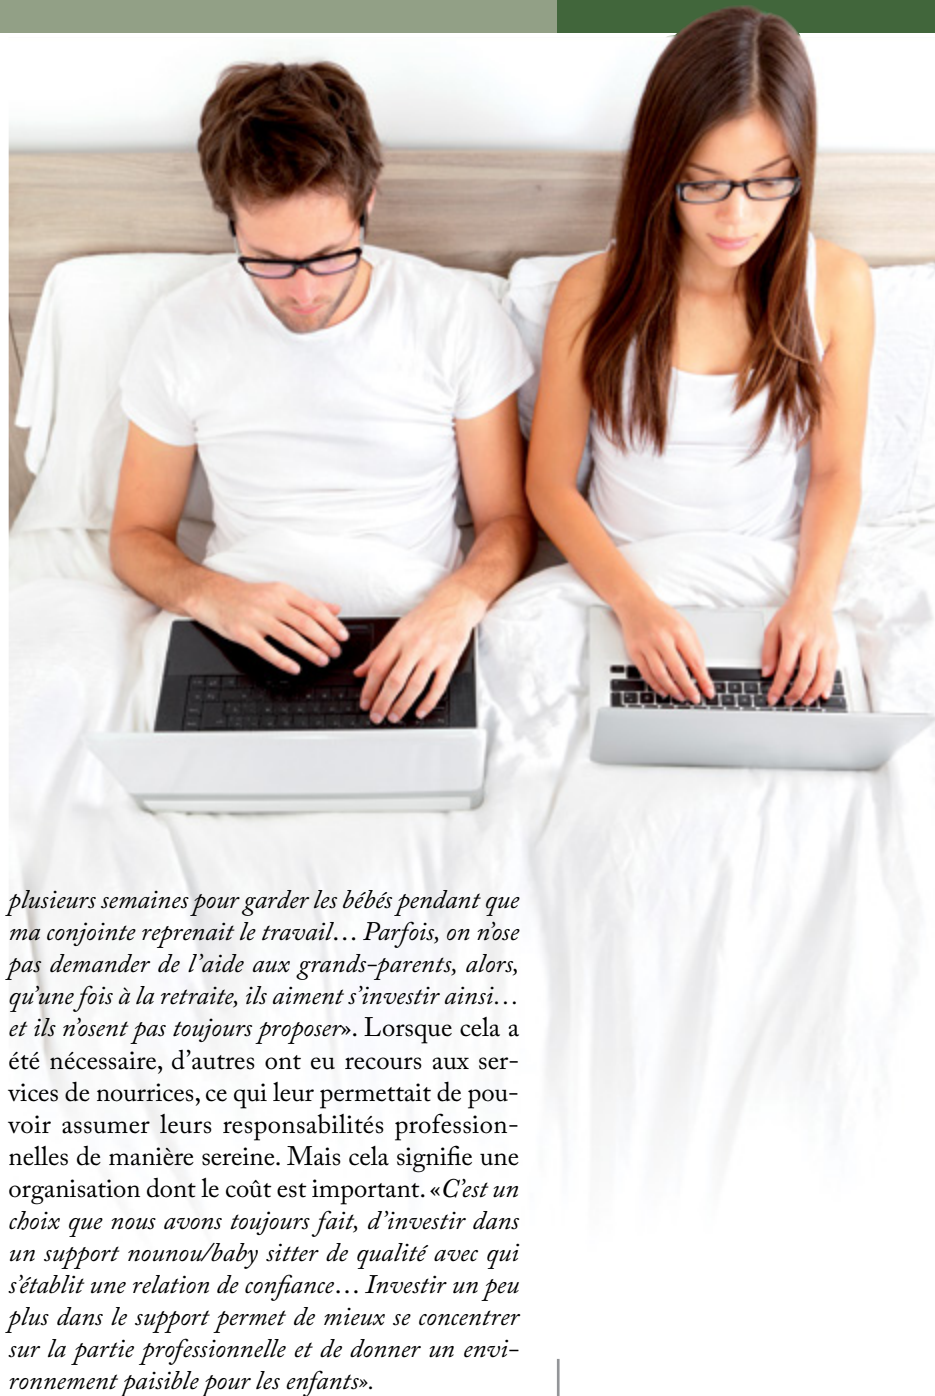 plusieurs semaines pour garder les bébés pendant que
ma conjointe reprenait le travail… Parfois, on n’ose
pas demander de l’aide aux grands-parents, alors,
qu’une fois à la retraite, ils aiment s’investir ainsi…
et ils n’osent pas toujours proposer». Lorsque cela a
été nécessaire, d’autres ont eu recours aux ser-
vices de nourrices, ce qui leur permettait de pou-
voir assumer leurs responsabilités profession-
nelles de manière sereine. Mais cela signifie une
organisation dont le coût est important. «C’est un
choix que nous avons toujours fait, d’investir dans
un support nounou/baby sitter de qualité avec qui
s’établit une relation de confiance… Investir un peu
plus dans le support permet de mieux se concentrer
sur la partie professionnelle et de donner un envi-
ronnement paisible pour les enfants».